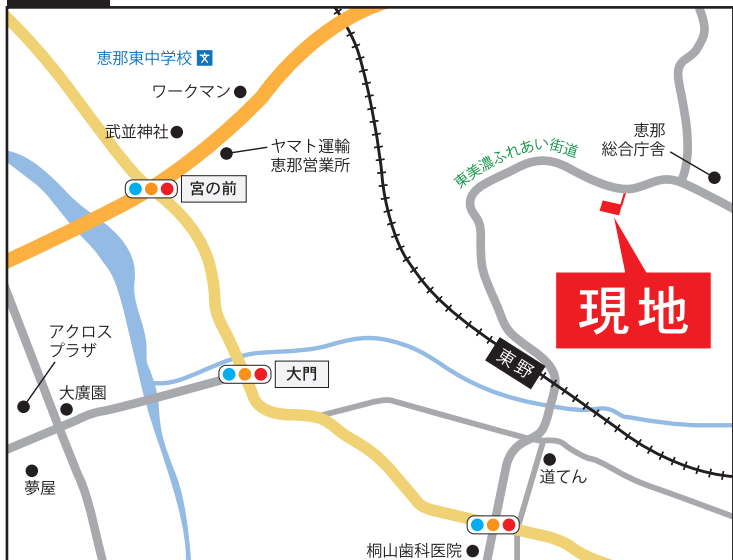 恵那東中学校 文
ワークマン
武並神社
ヤマト運輸
恵那営業所
宮の前
東美濃ふれあい街道
恵那
総合庁舎
現地
アクロス
プラザ
大廣園
大門
東野
夢屋
道てん
桐山歯科医院